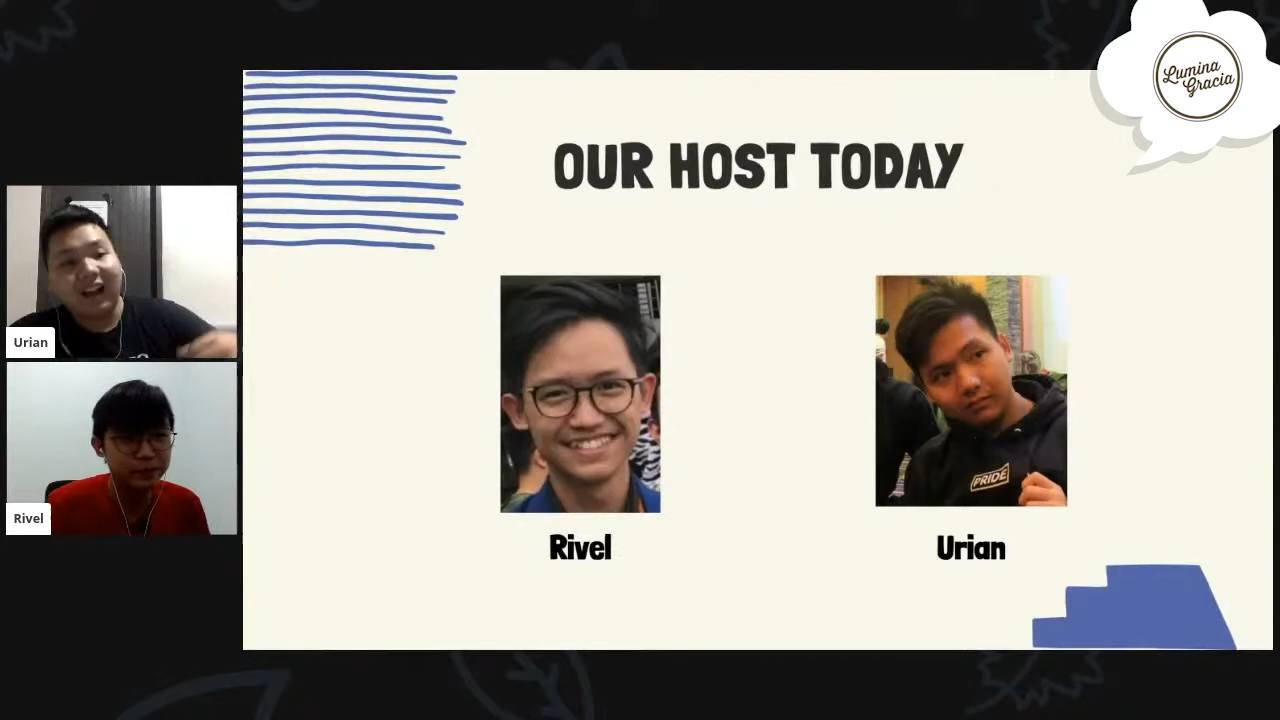 Lumina
Gracia
OUR HOST TODAY
Urian
Rivel
PRIDE
Rivel
Urian